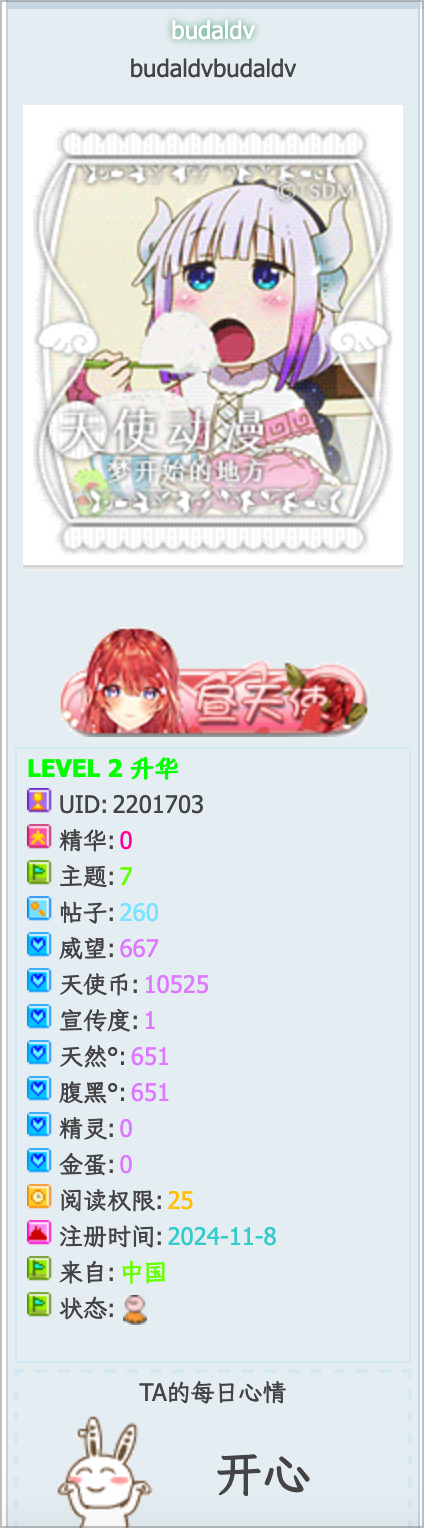 budaldv
budaldvbudaldv
©TSDM
天使动漫
梦开始的地方
昼天使
LEVEL 2 升华
UID: 2201703
精华: 0
主题: 7
帖子: 260
威望: 667
天使币: 10525
宣传度: 1
天然°: 651
腹黑°: 651
精灵: 0
金蛋: 0
阅读权限: 25
注册时间: 2024-11-8
来自: 中国
状态:
TA的每日心情
开心